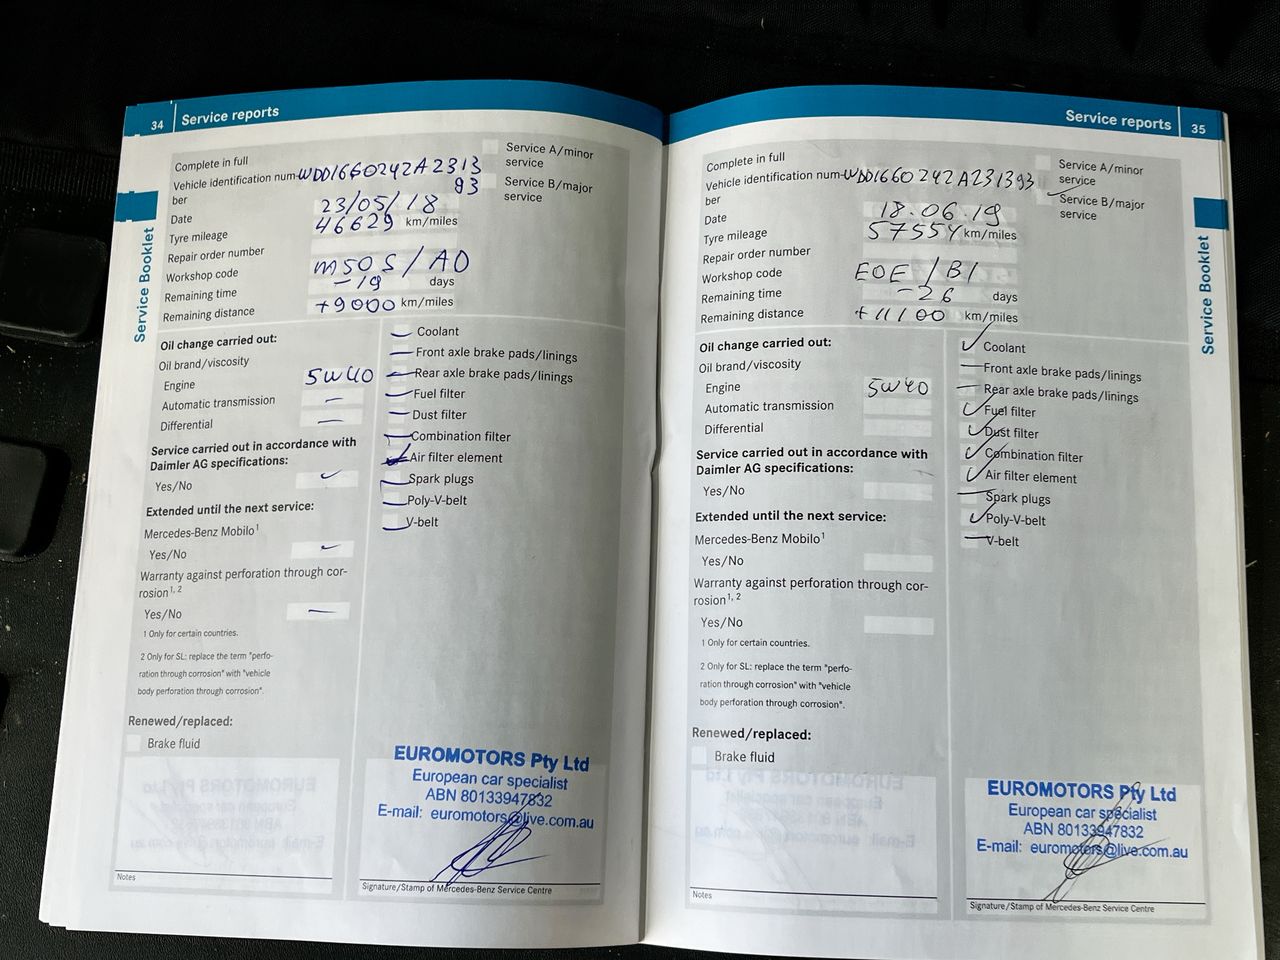 34 Service reports
Service Booklet
Complete in full
Vehicle identification num-
ber
WDD1660242A2313
93
Date 23/05/18
Tyre mileage 46629 km/miles
Repair order number
Workshop code M50S/A0
Remaining time -19 days
Remaining distance +9000 km/miles
Service A/minor
service
Service B/major
service
Oil change carried out:
Oil brand/viscosity
Engine 5W40
Automatic transmission –
Differential –
Service carried out in accordance with
Daimler AG specifications:
Yes/No ✓
Extended until the next service:
Mercedes-Benz Mobilo¹
Yes/No
Warranty against perforation through cor-
rosion¹,²
Yes/No –
1 Only for certain countries.
2 Only for SL: replace the term "perfo-
ration through corrosion" with "vehicle
body perforation through corrosion".
Renewed/replaced:
Brake fluid
Notes
Coolant
Front axle brake pads/linings
Rear axle brake pads/linings
Fuel filter
Dust filter
Combination filter
Air filter element
Spark plugs
Poly-V-belt
V-belt
EUROMOTORS Pty Ltd
European car specialist
ABN 80133947832
E-mail: euromotors@live.com.au
Signature/Stamp of Mercedes-Benz Service Centre
Service reports 35
Service Booklet
Complete in full
Vehicle identification num-
ber
WDD1660242A231393
Date 18.06.19
Tyre mileage 57554 km/miles
Repair order number
Workshop code EOE/B1
Remaining time -26 days
Remaining distance +11100 km/miles
Service A/minor
service
Service B/major
service
Oil change carried out:
Oil brand/viscosity
Engine 5W40
Automatic transmission
Differential
Service carried out in accordance with
Daimler AG specifications:
Yes/No
Extended until the next service:
Mercedes-Benz Mobilo¹
Yes/No
Warranty against perforation through cor-
rosion¹,²
Yes/No
1 Only for certain countries.
2 Only for SL: replace the term "perfo-
ration through corrosion" with "vehicle
body perforation through corrosion".
Renewed/replaced:
Brake fluid
Notes
Coolant
Front axle brake pads/linings
Rear axle brake pads/linings
Fuel filter
Dust filter
Combination filter
Air filter element
Spark plugs
Poly-V-belt
V-belt
EUROMOTORS Pty Ltd
European car specialist
ABN 80133947832
E-mail: euromotors@live.com.au
Signature/Stamp of Mercedes-Benz Service Centre